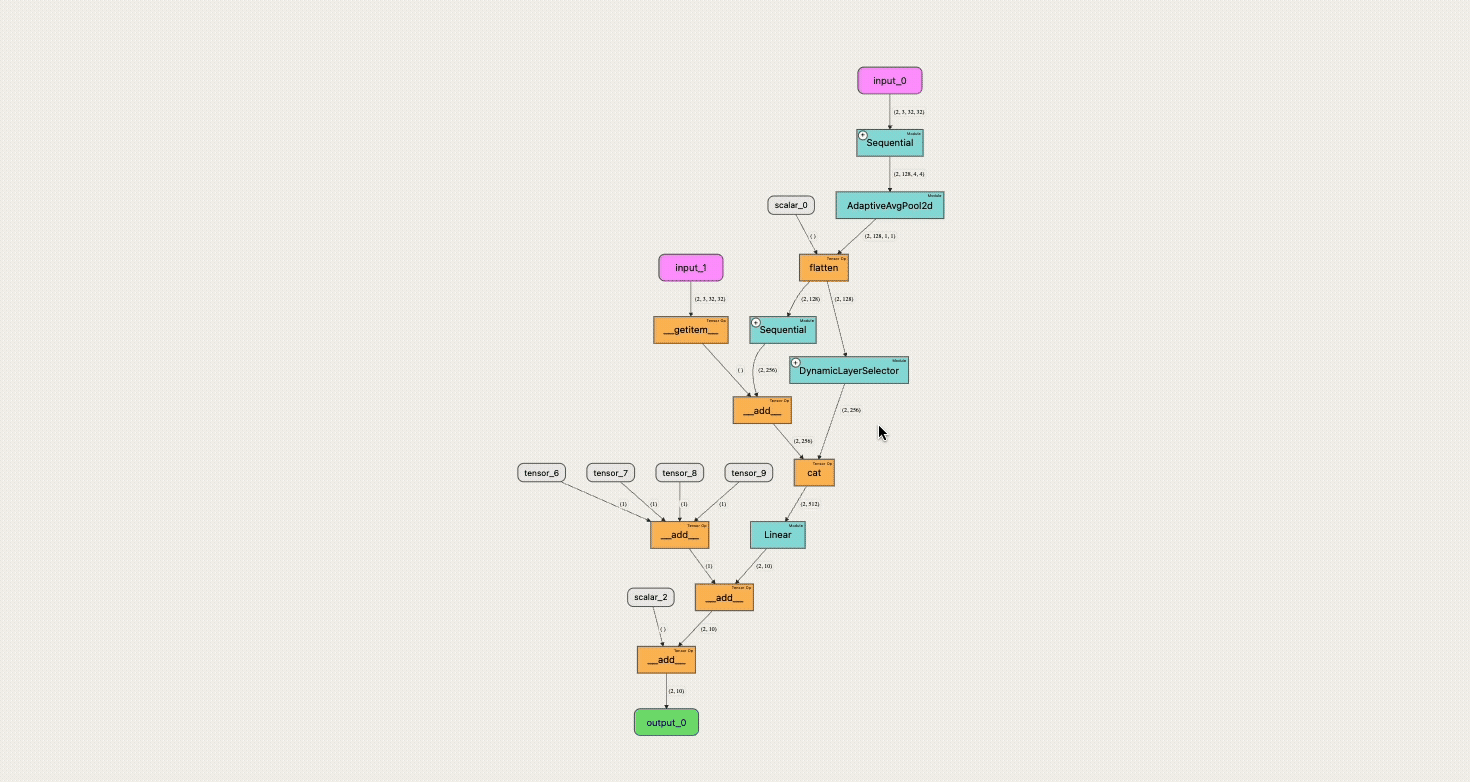 input_0
(2, 3, 32, 32)
Module
Sequential
(2, 128, 4, 4)
scalar_0
Module
AdaptiveAvgPool2d
( )
(2, 128, 1, 1)
input_1
Tensor Op
flatten
(2, 3, 32, 32)
(2, 128)
(2, 128)
Tensor Op
__getitem__
Module
Sequential
Module
DynamicLayerSelector
( )
(2, 256)
Tensor Op
__add__
(2, 256)
(2, 256)
tensor_6
tensor_7
tensor_8
tensor_9
Tensor Op
cat
(1)
(1)
(1)
(1)
(2, 512)
Tensor Op
__add__
Module
Linear
(1)
(2, 10)
scalar_2
Tensor Op
__add__
( )
(2, 10)
Tensor Op
__add__
(2, 10)
output_0